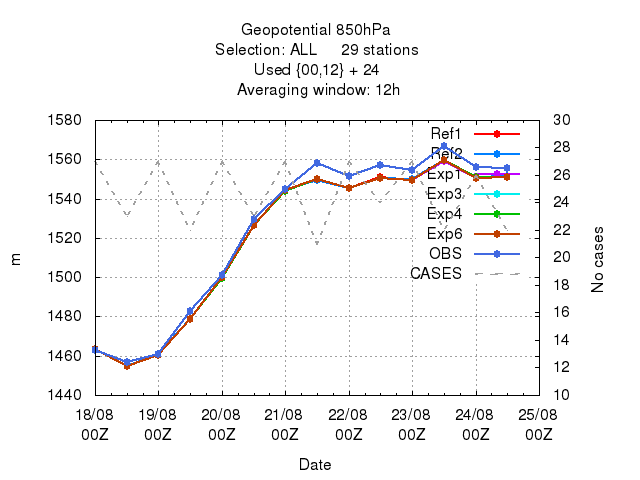 Geopotential 850hPa
Selection: ALL 29 stations
Used {00,12} + 24
Averaging window: 12h
1580
1560
1540
1520
1500
1480
1460
1440
m
30
28
26
24
22
20
18
16
14
12
10
No cases
Ref1
Ref2
Exp1
Exp3
Exp4
Exp6
OBS
CASES
18/08 19/08 20/08 21/08 22/08 23/08 24/08 25/08
00Z 00Z 00Z 00Z 00Z 00Z 00Z 00Z
Date